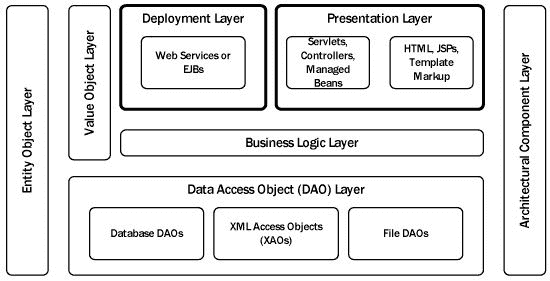 Entity Object Layer
Value Object Layer
Deployment Layer
Web Services or
EJBs
Presentation Layer
Servlets,
Controllers,
Managed
Beans
HTML, JSPs,
Template
Markup
Business Logic Layer
Data Access Object (DAO) Layer
Database DAOs
XML Access Objects
(XAOs)
File DAOs
Architectural Component Layer